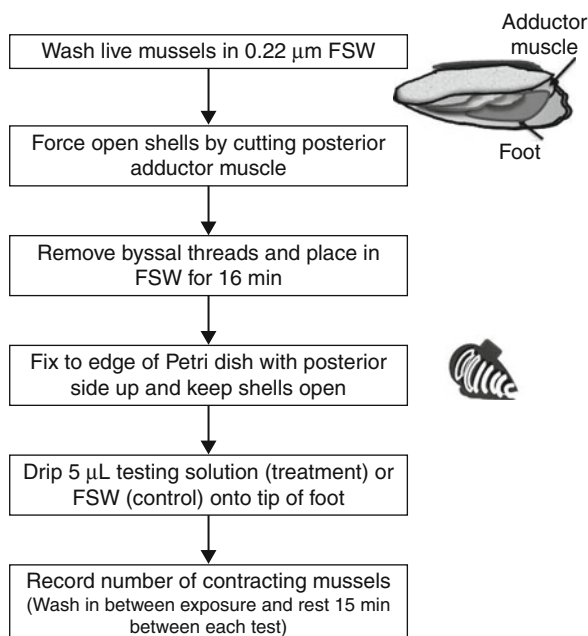 Wash live mussels in 0.22 μm FSW
Adductor
muscle
Foot
Force open shells by cutting posterior
adductor muscle
Remove byssal threads and place in
FSW for 16 min
Fix to edge of Petri dish with posterior
side up and keep shells open
Drip 5 μL testing solution (treatment) or
FSW (control) onto tip of foot
Record number of contracting mussels
(Wash in between exposure and rest 15 min
between each test)